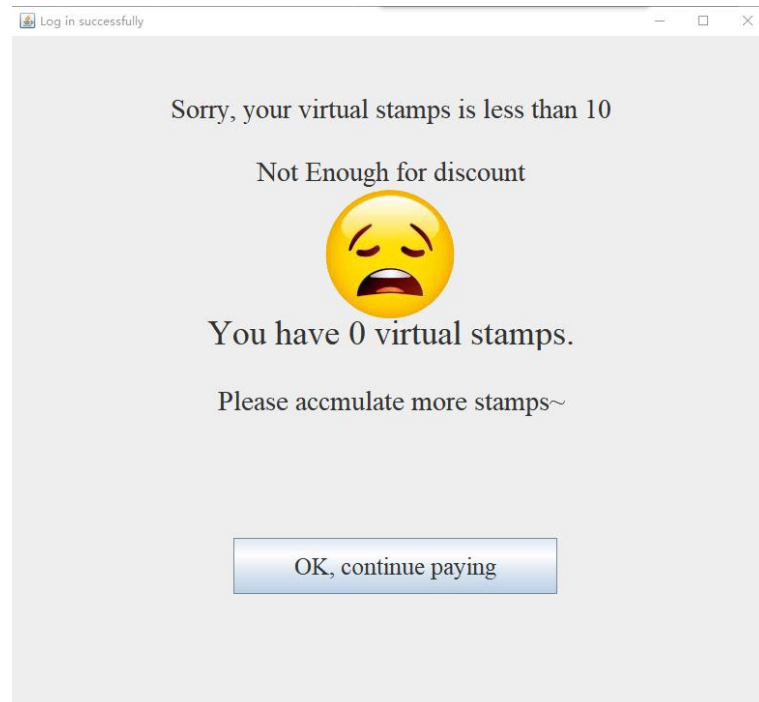 Log in successfully
Sorry, your virtual stamps is less than 10
Not Enough for discount
You have 0 virtual stamps.
Please accmulate more stamps~
OK, continue paying